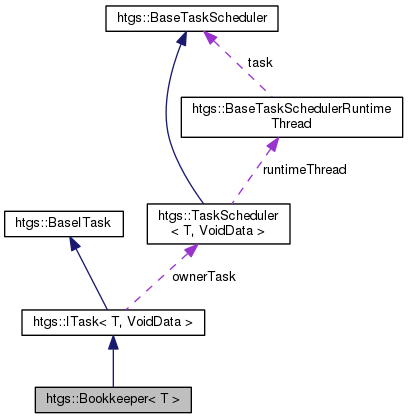 htgs::BaseTaskScheduler
task
htgs::BaseTaskSchedulerRuntime
Thread
runtimeThread
htgs::TaskScheduler
< T, VoidData >
htgs::BaseITask
ownerTask
htgs::ITask< T, VoidData >
htgs::Bookkeeper< T >